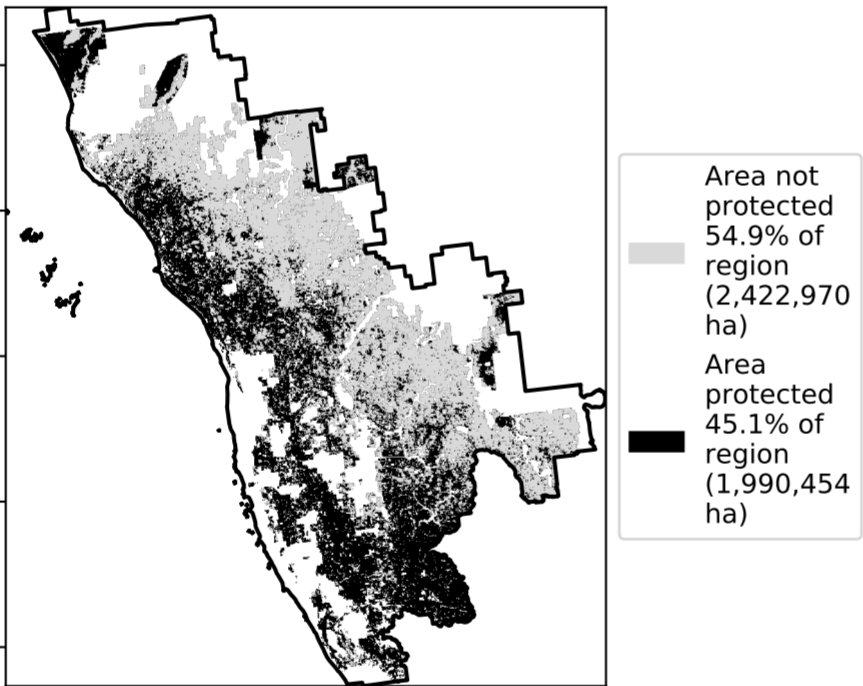 Area not
protected
54.9% of
region
(2,422,970
ha)
Area
protected
45.1% of
region
(1,990,454
ha)